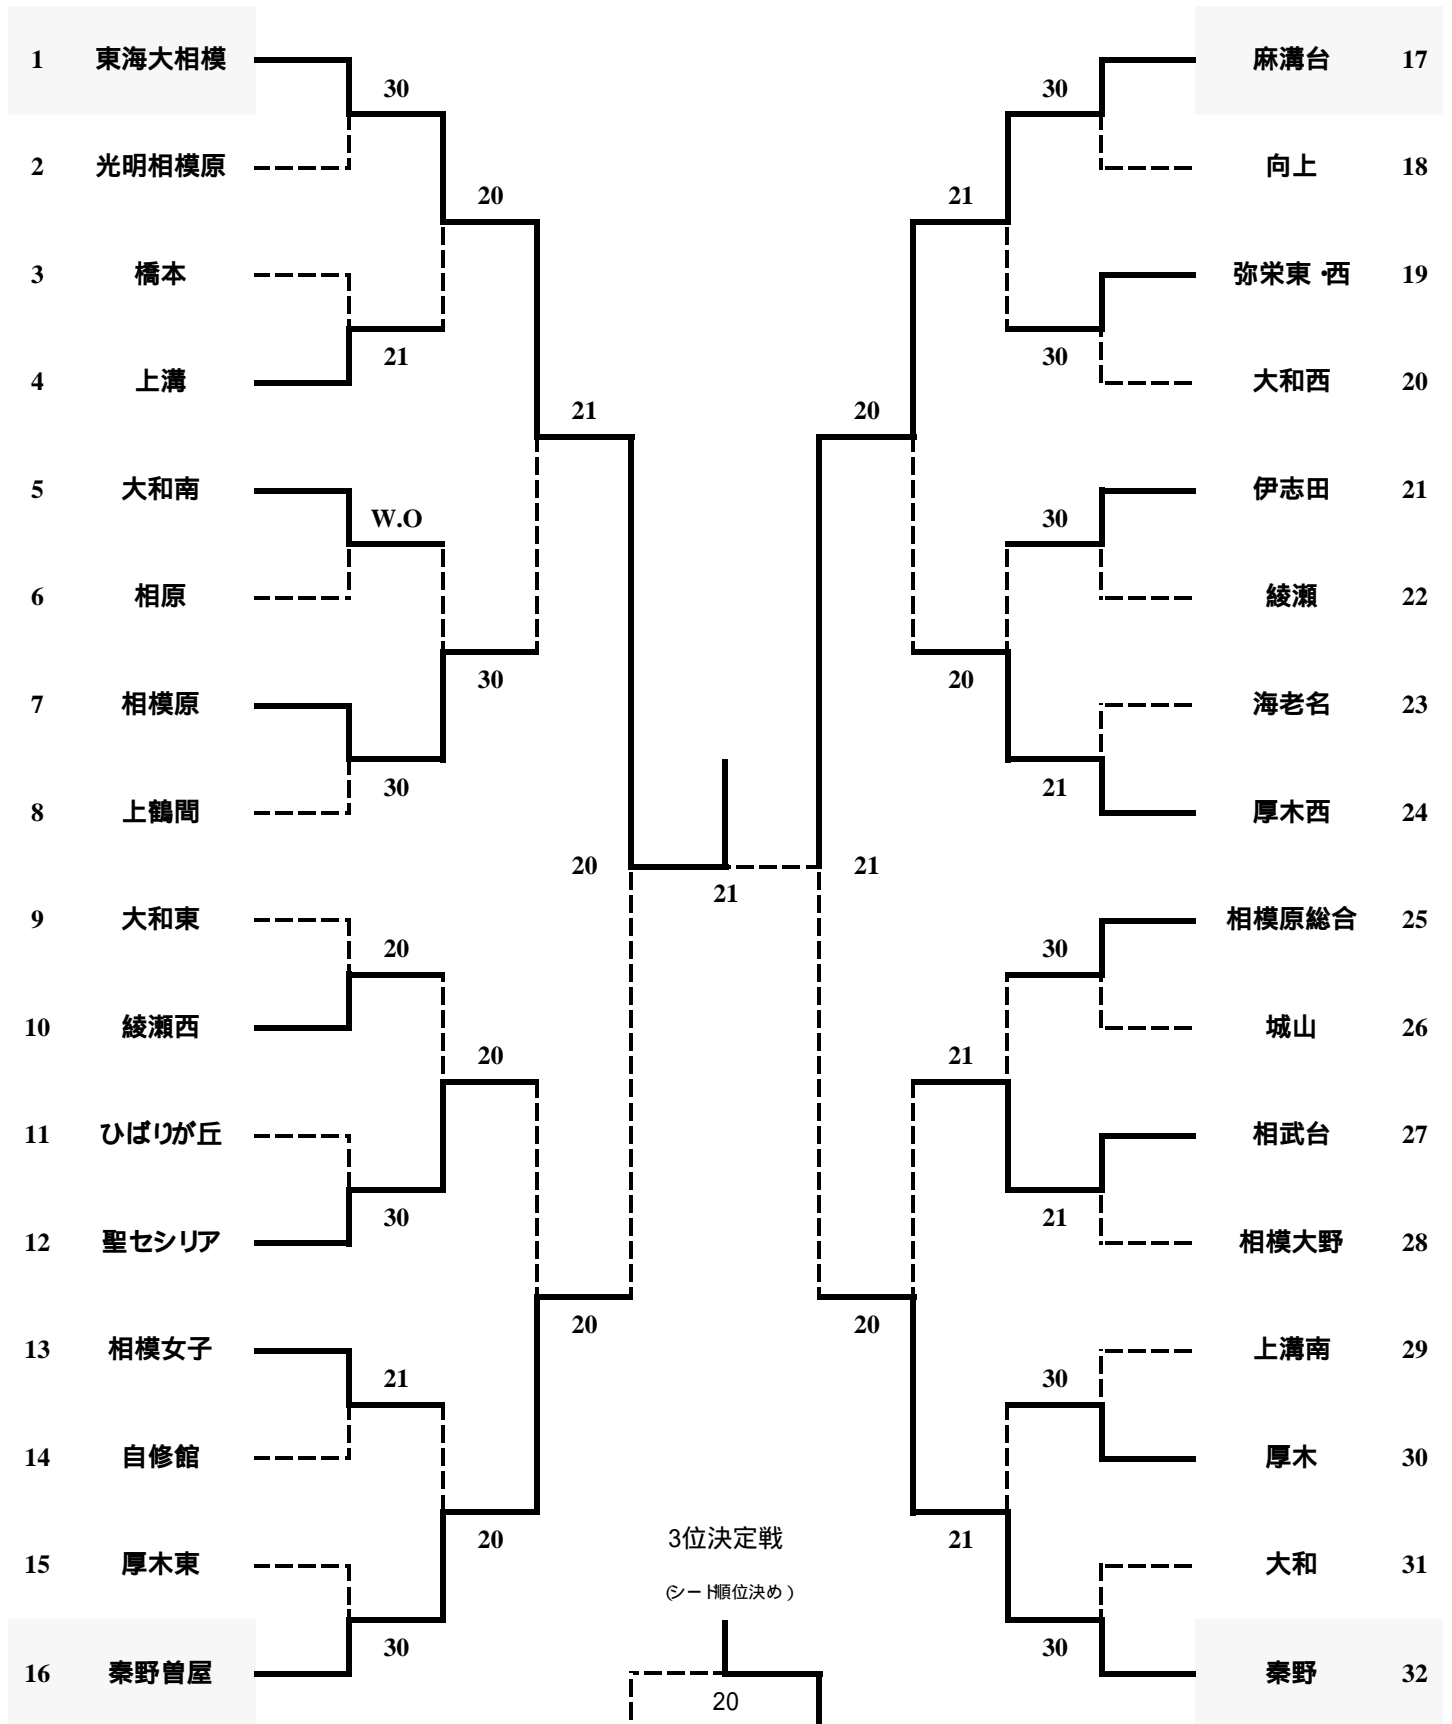 1 東海大相模 麻溝台 17
30 30
2 光明相模原 向上 18
20 21
3 橋本 弥栄東・西 19
21 30
4 上溝 大和西 20
21 20
5 大和南 伊志田 21
W.O 30
6 相原 綾瀬 22
30 20
7 相模原 海老名 23
30 21
8 上鶴間 厚木西 24
20 21 21
9 大和東 相模原総合 25
20 30
10 綾瀬西 城山 26
20 21
11 ひばりが丘 相武台 27
30 21
12 聖セシリア 相模大野 28
20 20
13 相模女子 上溝南 29
21 30
14 自修館 厚木 30
20 3位決定戦 21
15 厚木東 大和 31
(シード順位決め)
30 30
16 秦野曽屋 秦野 32
20